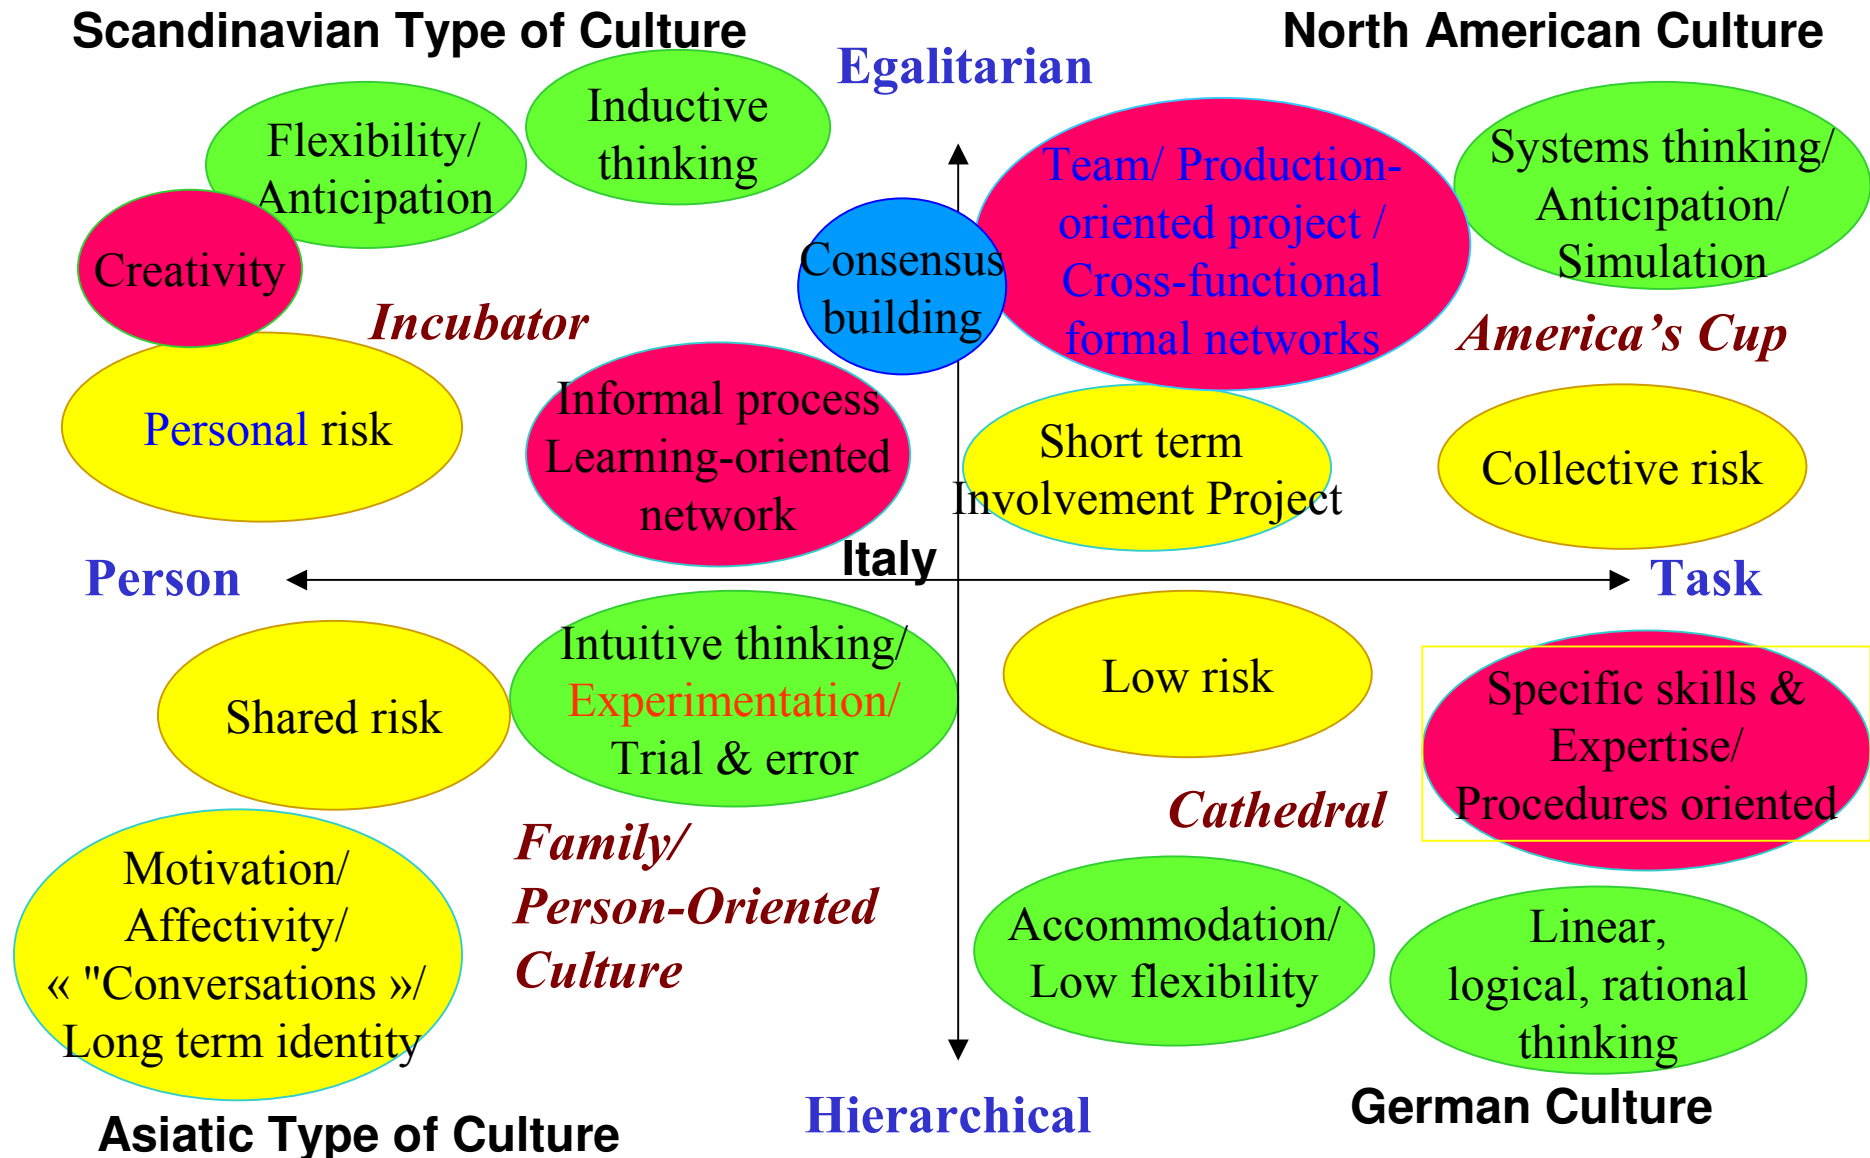 Scandinavian Type of Culture
North American Culture
Egalitarian
Flexibility/
Anticipation
Inductive
thinking
Creativity
Incubator
Personal risk
Informal process
Learning-oriented
network
Consensus
building
Team/ Production-
oriented project /
Cross-functional
formal networks
Systems thinking/
Anticipation/
Simulation
America's Cup
Short term
Involvement Project
Collective risk
Italy
Person
Task
Shared risk
Intuitive thinking/
Experimentation/
Trial & error
Motivation/
Affectivity/
« "Conversations »/
Long term identity
Family/
Person-Oriented
Culture
Low risk
Specific skills &
Expertise/
Procedures oriented
Cathedral
Accommodation/
Low flexibility
Linear,
logical, rational
thinking
Asiatic Type of Culture
Hierarchical
German Culture